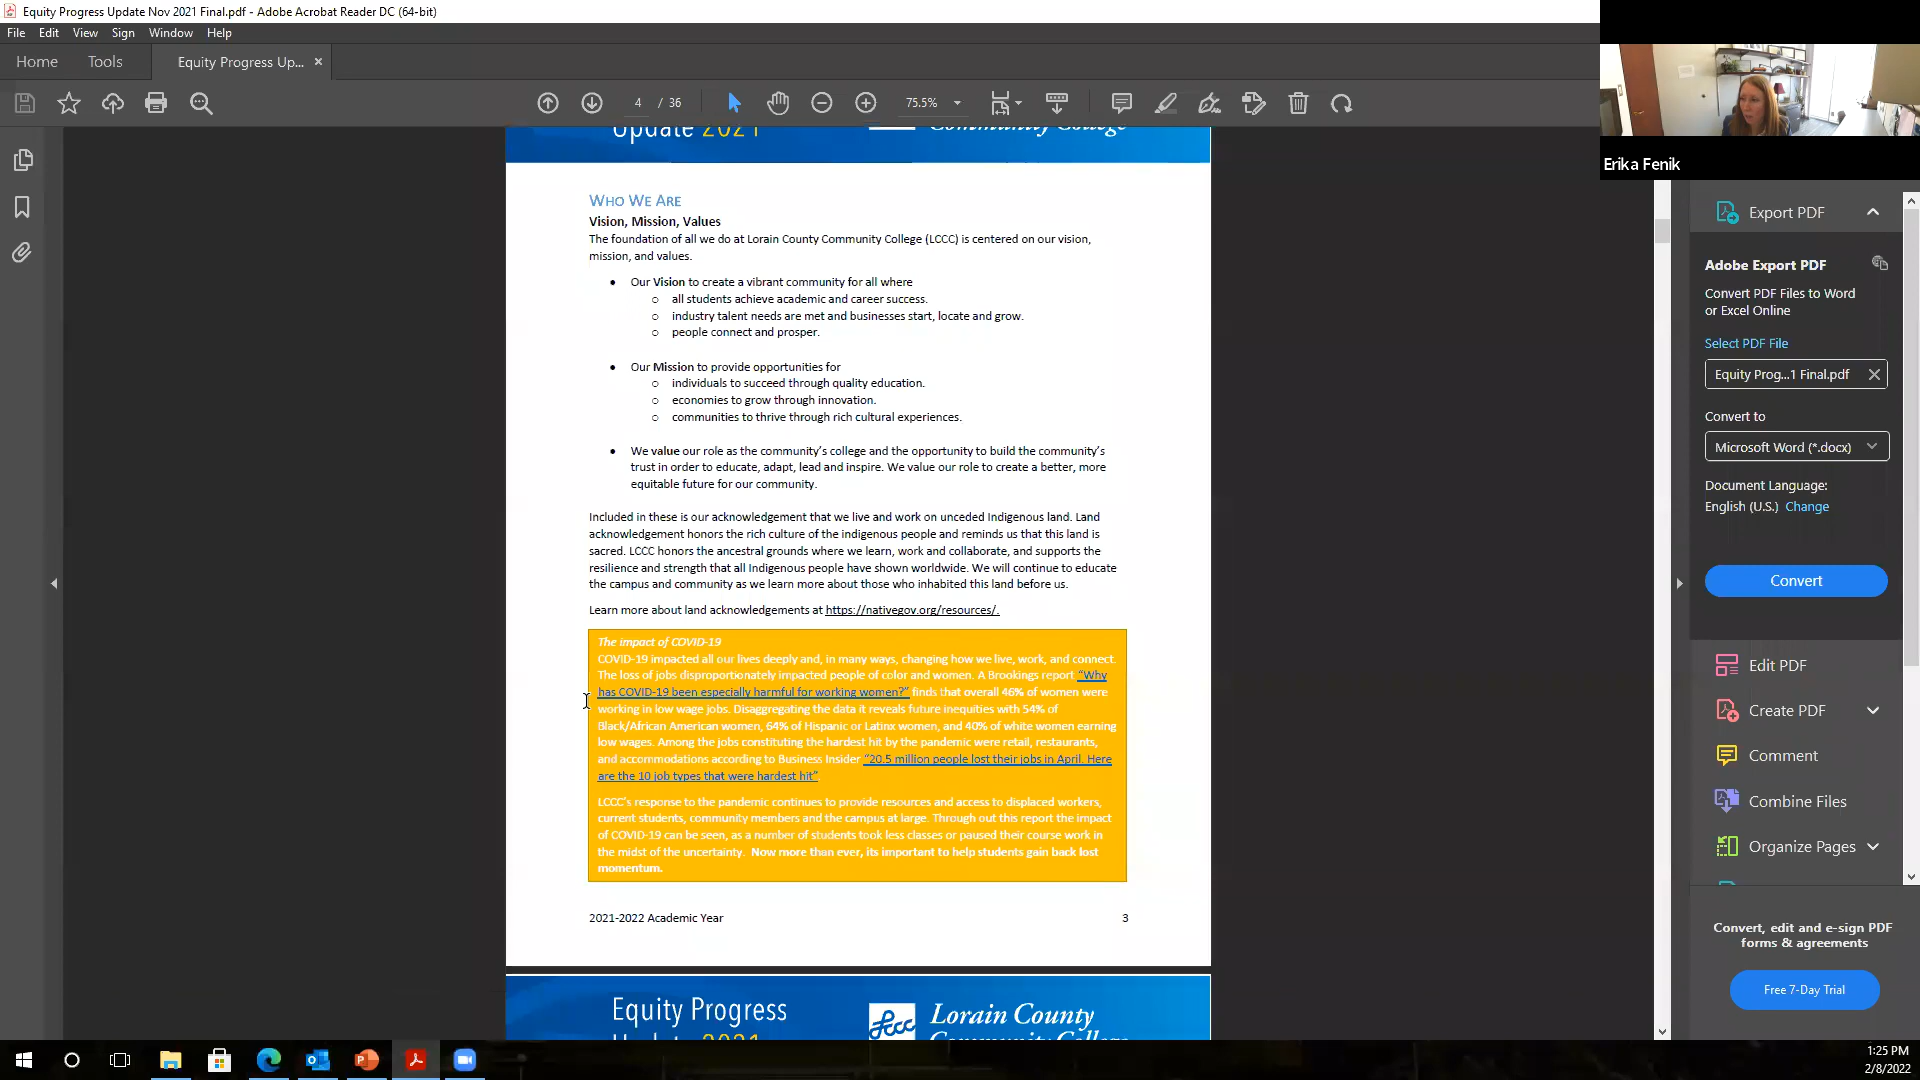 Equity Progress Update Nov 2021 Final.pdf - Adobe Acrobat Reader DC (64-bit)
File Edit View Sign Window Help
Home Tools Equity Progress Up... ×
4 / 36 75.5%
Erika Fenik
Update 2021 Community College
WHO WE ARE
Vision, Mission, Values
The foundation of all we do at Lorain County Community College (LCCC) is centered on our vision,
mission, and values.
• Our Vision to create a vibrant community for all where
o all students achieve academic and career success.
o industry talent needs are met and businesses start, locate and grow.
o people connect and prosper.
• Our Mission to provide opportunities for
o individuals to succeed through quality education.
o economies to grow through innovation.
o communities to thrive through rich cultural experiences.
• We value our role as the community's college and the opportunity to build the community's
trust in order to educate, adapt, lead and inspire. We value our role to create a better, more
equitable future for our community.
Included in these is our acknowledgement that we live and work on unceded Indigenous land. Land
acknowledgement honors the rich culture of the indigenous people and reminds us that this land is
sacred. LCCC honors the ancestral grounds where we learn, work and collaborate, and supports the
resilience and strength that all Indigenous people have shown worldwide. We will continue to educate
the campus and community as we learn more about those who inhabited this land before us.
Learn more about land acknowledgements at https://nativegov.org/resources/.
The impact of COVID-19
COVID-19 impacted all our lives deeply and, in many ways, changing how we live, work, and connect.
The loss of jobs disproportionately impacted people of color and women. A Brookings report "Why
has COVID-19 been especially harmful for working women?" finds that overall 46% of women were
working in low wage jobs. Disaggregating the data it reveals future inequities with 54% of
Black/African American women, 64% of Hispanic or Latinx women, and 40% of white women earning
low wages. Among the jobs constituting the hardest hit by the pandemic were retail, restaurants,
and accommodations according to Business Insider "20.5 million people lost their jobs in April. Here
are the 10 job types that were hardest hit"
LCCC's response to the pandemic continues to provide resources and access to displaced workers,
current students, community members and the campus at large. Through out this report the impact
of COVID-19 can be seen, as a number of students took less classes or paused their course work in
the midst of the uncertainty. Now more than ever, its important to help students gain back lost
momentum.
2021-2022 Academic Year 3
Equity Progress
Update 2021
lccc
Lorain County
Community College
Export PDF
Adobe Export PDF
Convert PDF Files to Word
or Excel Online
Select PDF File
Equity Prog...1 Final.pdf
Convert to
Microsoft Word (*.docx)
Document Language:
English (U.S.) Change
Convert
Edit PDF
Create PDF
Comment
Combine Files
Organize Pages
Convert, edit and e-sign PDF
forms & agreements
Free 7-Day Trial
1:25 PM
2/8/2022